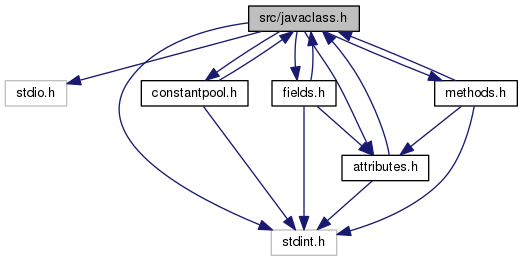 src/javaclass.h
stdio.h
constantpool.h
fields.h
methods.h
attributes.h
stdint.h